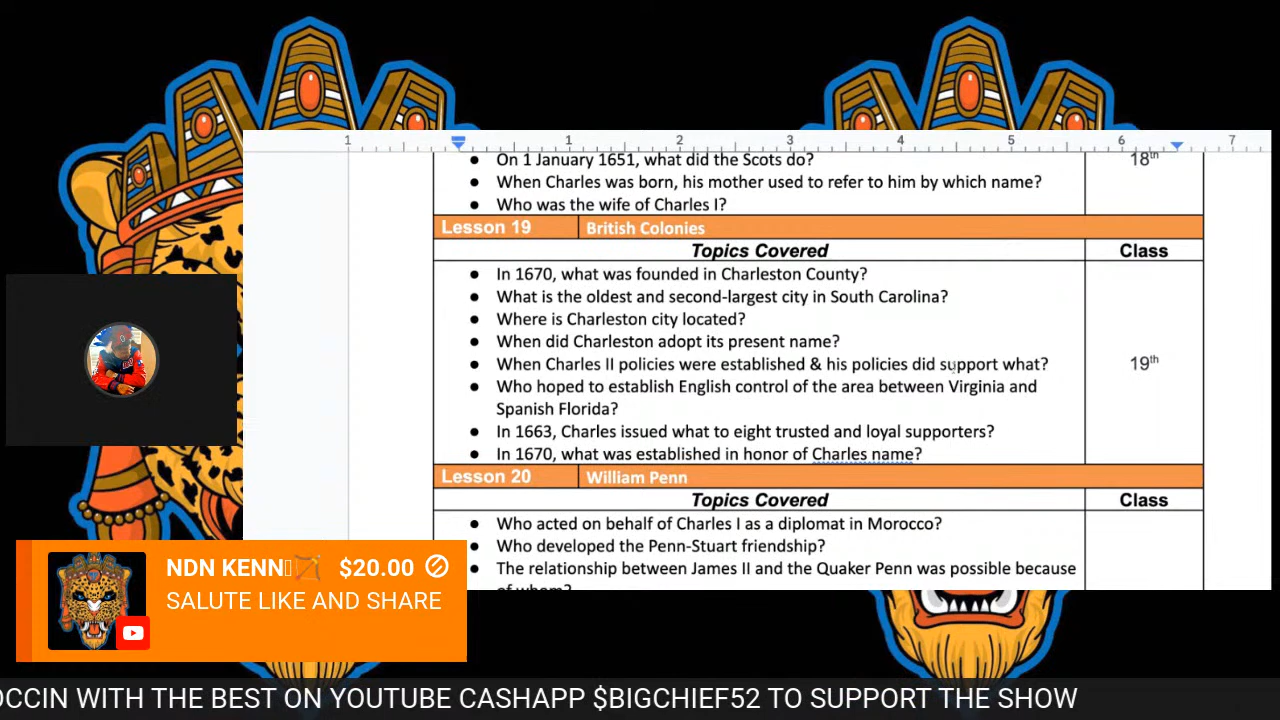 1 1 2 3 4 5 6 7
On 1 January 1651, what did the Scots do?
18th
When Charles was born, his mother used to refer to him by which name?
Who was the wife of Charles I?
Lesson 19 British Colonies
Topics Covered Class
In 1670, what was founded in Charleston County?
What is the oldest and second-largest city in South Carolina?
Where is Charleston city located?
When did Charleston adopt its present name?
When Charles II policies were established & his policies did support what?
19th
Who hoped to establish English control of the area between Virginia and
Spanish Florida?
In 1663, Charles issued what to eight trusted and loyal supporters?
In 1670, what was established in honor of Charles name?
Lesson 20 William Penn
Topics Covered Class
Who acted on behalf of Charles I as a diplomat in Morocco?
Who developed the Penn-Stuart friendship?
The relationship between James II and the Quaker Penn was possible because
of whom?
NDN KENN $20.00
SALUTE LIKE AND SHARE
OCCIN WITH THE BEST ON YOUTUBE CASHAPP $BIGCHIEF52 TO SUPPORT THE SHOW